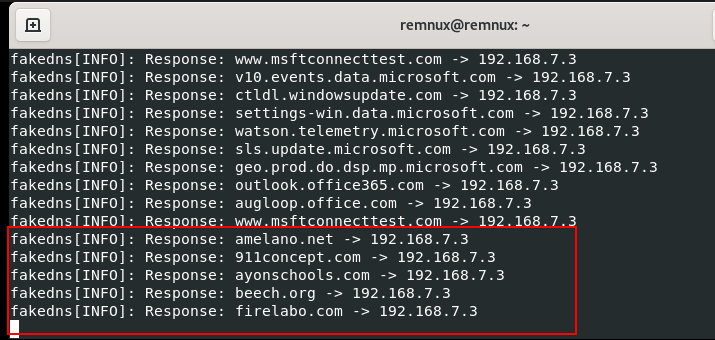 remnux@remnux: ~
fakedns[INFO]: Response: www.msftconnecttest.com -> 192.168.7.3
fakedns[INFO]: Response: v10.events.data.microsoft.com -> 192.168.7.3
fakedns[INFO]: Response: ctldl.windowsupdate.com -> 192.168.7.3
fakedns[INFO]: Response: settings-win.data.microsoft.com -> 192.168.7.3
fakedns[INFO]: Response: watson.telemetry.microsoft.com -> 192.168.7.3
fakedns[INFO]: Response: sls.update.microsoft.com -> 192.168.7.3
fakedns[INFO]: Response: geo.prod.do.dsp.mp.microsoft.com -> 192.168.7.3
fakedns[INFO]: Response: outlook.office365.com -> 192.168.7.3
fakedns[INFO]: Response: augloop.office.com -> 192.168.7.3
fakedns[INFO]: Response: www.msftconnecttest.com -> 192.168.7.3
fakedns[INFO]: Response: amelano.net -> 192.168.7.3
fakedns[INFO]: Response: 911concept.com -> 192.168.7.3
fakedns[INFO]: Response: ayonschools.com -> 192.168.7.3
fakedns[INFO]: Response: beech.org -> 192.168.7.3
fakedns[INFO]: Response: firelabo.com -> 192.168.7.3